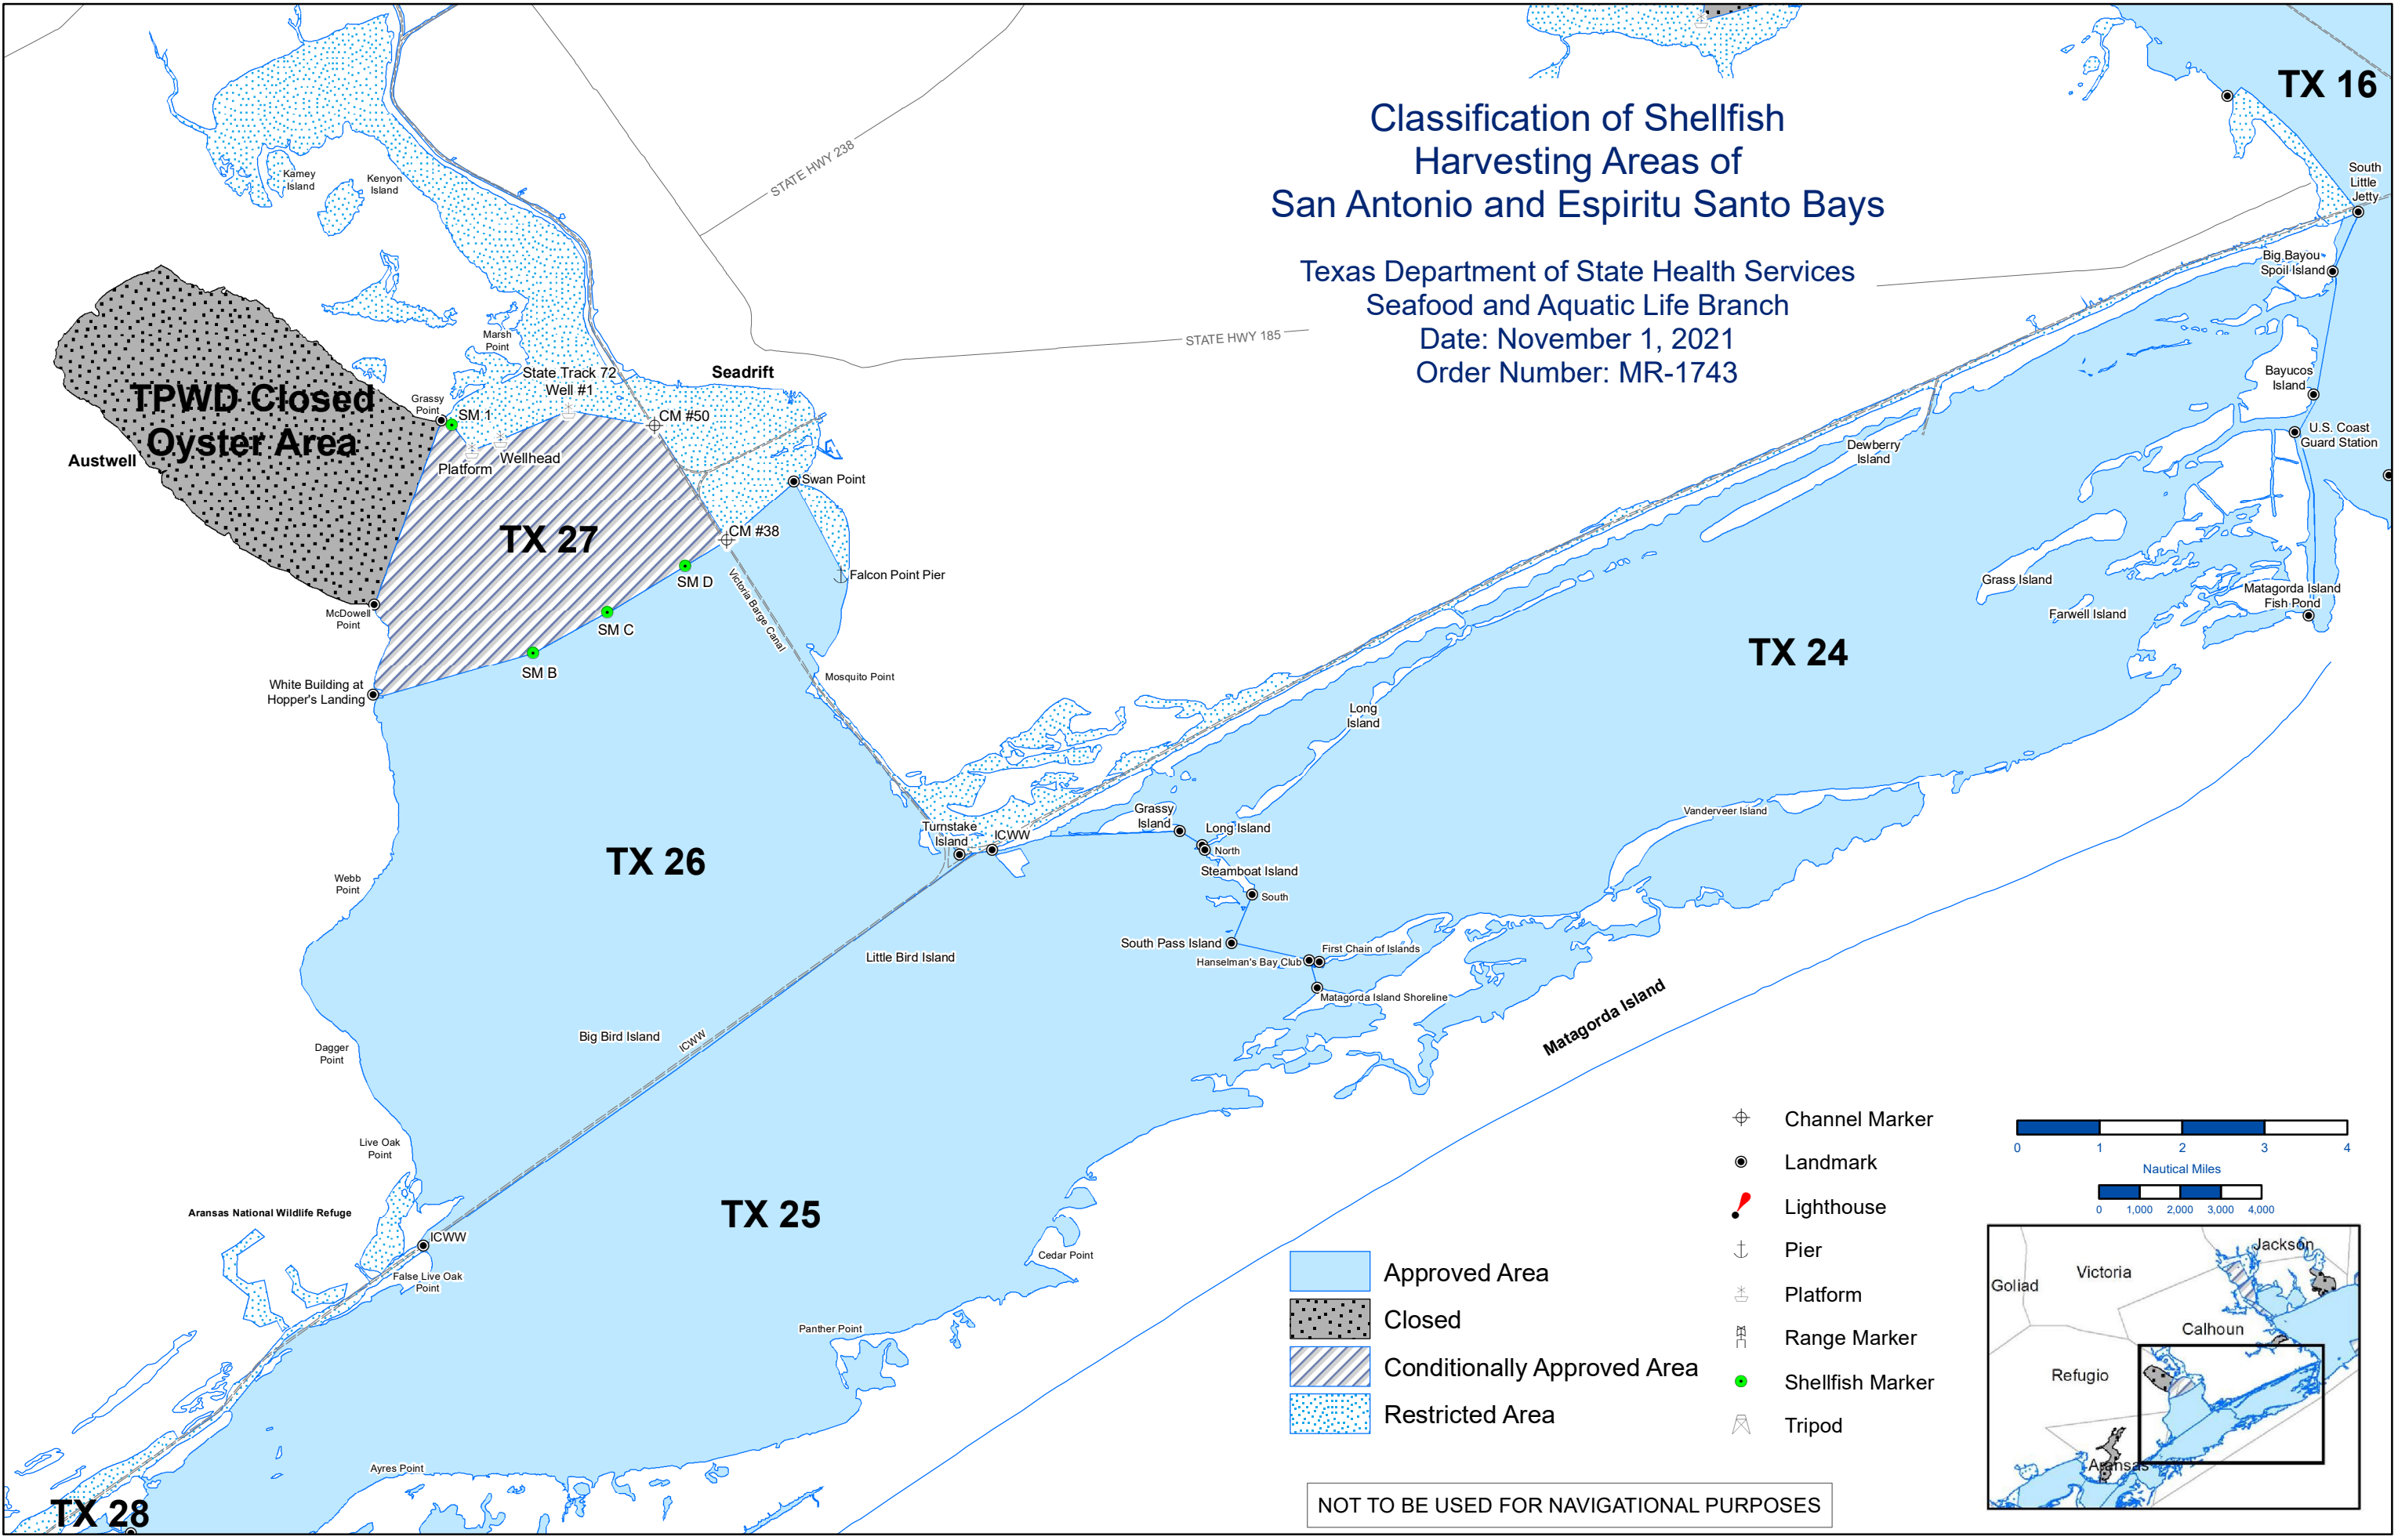 Classification of Shellfish
Harvesting Areas of
San Antonio and Espiritu Santo Bays
Texas Department of State Health Services
Seafood and Aquatic Life Branch
Date: November 1, 2021
Order Number: MR-1743
TX 16
South
Little
Jetty
Big Bayou
Spoil Island
Bayucos
Island
U.S. Coast
Guard Station
Matagorda Island
Fish Pond
Farwell Island
Grass Island
Dewberry
Island
TX 24
STATE HWY 238
STATE HWY 185
Kamey
Island
Kenyon
Island
Marsh
Point
State Track 72
Well #1
Seadrift
Grassy
Point
SM 1
CM #50
TPWD Closed
Oyster Area
Austwell
Platform
Wellhead
Swan Point
TX 27
CM #38
SM D
Falcon Point Pier
McDowell
Point
SM C
Victoria Barge Canal
SM B
White Building at
Hopper's Landing
Mosquito Point
Long
Island
Vanderveer Island
Grassy
Island
Long Island
North
Turnstake
Island
ICWW
Steamboat Island
South
TX 26
Webb
Point
South Pass Island
First Chain of Islands
Hanselman's Bay Club
Matagorda Island Shoreline
Little Bird Island
Big Bird Island
ICWW
Matagorda Island
Dagger
Point
Live Oak
Point
Aransas National Wildlife Refuge
TX 25
ICWW
False Live Oak
Point
Cedar Point
Panther Point
Ayres Point
TX 28
Approved Area
Closed
Conditionally Approved Area
Restricted Area
Channel Marker
Landmark
Lighthouse
Pier
Platform
Range Marker
Shellfish Marker
Tripod
0 1 2 3 4
Nautical Miles
0 1,000 2,000 3,000 4,000
Jackson
Victoria
Goliad
Calhoun
Refugio
Aransas
NOT TO BE USED FOR NAVIGATIONAL PURPOSES